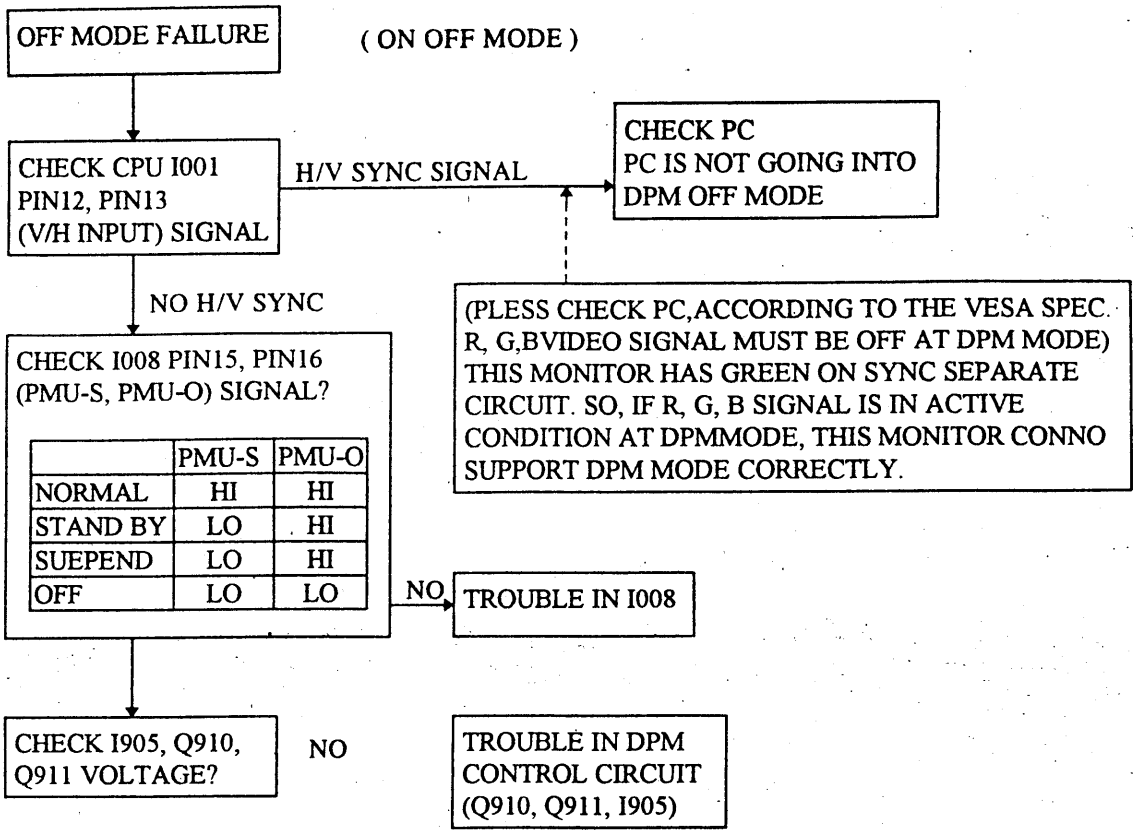 OFF MODE FAILURE
( ON OFF MODE )
CHECK CPU I001
PIN12, PIN13
(V/H INPUT) SIGNAL
H/V SYNC SIGNAL
CHECK PC
PC IS NOT GOING INTO
DPM OFF MODE
NO H/V SYNC
(PLESS CHECK PC,ACCORDING TO THE VESA SPEC.
R, G,BVIDEO SIGNAL MUST BE OFF AT DPM MODE)
THIS MONITOR HAS GREEN ON SYNC SEPARATE
CIRCUIT. SO, IF R, G, B SIGNAL IS IN ACTIVE
CONDITION AT DPMMODE, THIS MONITOR CONNO
SUPPORT DPM MODE CORRECTLY.
CHECK I008 PIN15, PIN16
(PMU-S, PMU-O) SIGNAL?
PMU-S PMU-O
NORMAL HI HI
STAND BY LO HI
SUEPEND LO HI
OFF LO LO
NO
TROUBLE IN I008
CHECK I905, Q910,
Q911 VOLTAGE?
NO
TROUBLE IN DPM
CONTROL CIRCUIT
(Q910, Q911, I905)